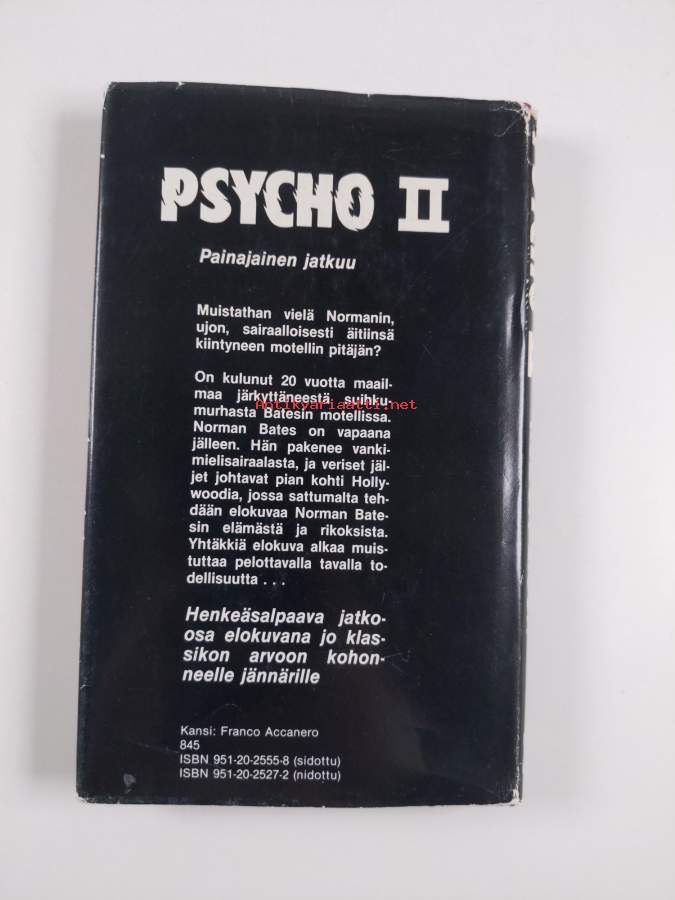 PSYCHO II
Painajainen jatkuu
Muistathan vielä Normanin,
ujon, sairaalloisesti äitiinsä
kiintyneen motellin pitäjän?
On kulunut 20 vuotta maail-
maa järkyttäneestä suihku-
Antikvariaatti.net
murhasta Batesin motellissa.
Norman Bates on vapaana
jälleen. Hän pakenee vanki-
mielisairaalasta, ja veriset jäl-
jet johtavat pian kohti Holly-
woodia, jossa sattumalta teh-
dään elokuvaa Norman Bate-
sin elämästä ja rikoksista.
Yhtäkkiä elokuva alkaa muis-
tuttaa pelottavalla tavalla to-
dellisuutta . . .
Henkeäsalpaava jatko-
osa elokuvana jo klas-
sikon arvoon kohon-
neelle jännärille
Kansi: Franco Accanero
845
ISBN 951-20-2555-8 (sidottu)
ISBN 951-20-2527-2 (nidottu)